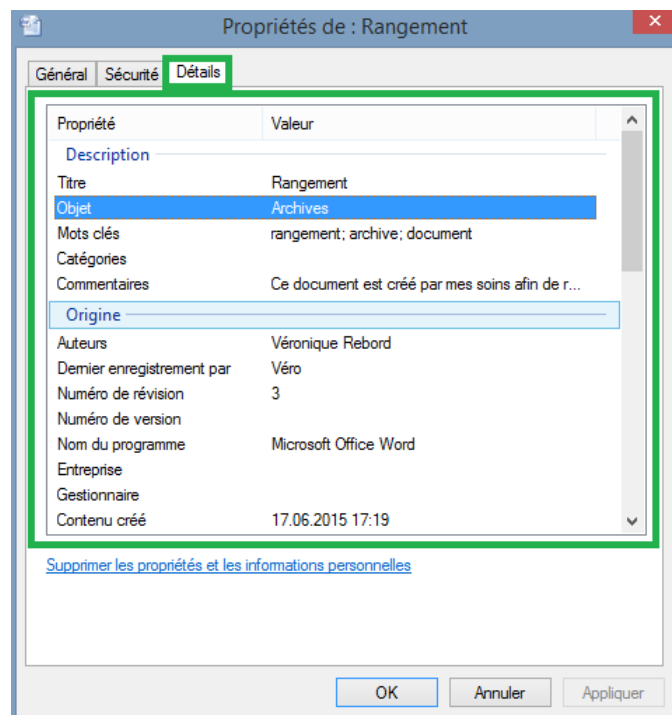 Propriétés de : Rangement
Général Sécurité Détails
Propriété Valeur
Description
Titre Rangement
Objet Archives
Mots clés rangement; archive; document
Catégories
Commentaires Ce document est créé par mes soins afin de r...
Origine
Auteurs Véronique Rebord
Dernier enregistrement par Véro
Numéro de révision 3
Numéro de version
Nom du programme Microsoft Office Word
Entreprise
Gestionnaire
Contenu créé 17.06.2015 17:19
Supprimer les propriétés et les informations personnelles
OK Annuler Appliquer